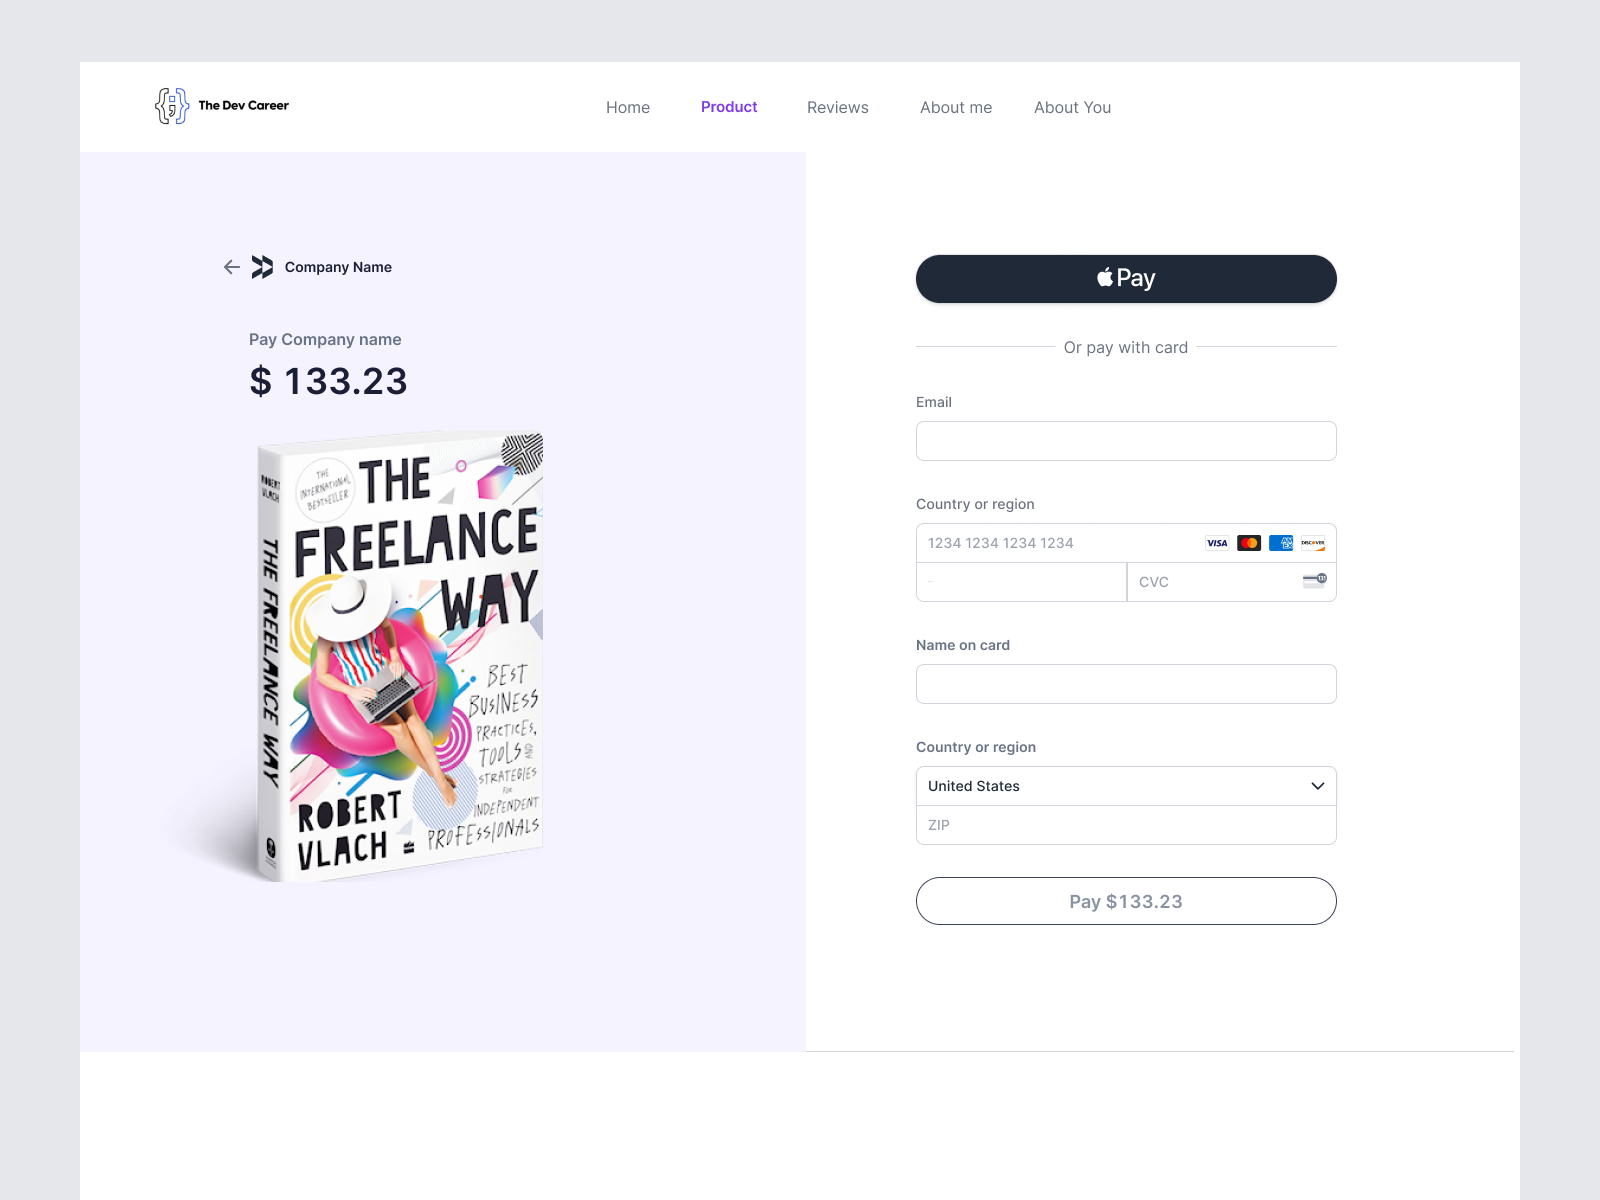 The Dev Career
Home
Product
Reviews
About me
About You
Company Name
Pay Company name
$ 133.23
ROBERT
VLACH
THE FREELANCE WAY
THE
INTERNATIONAL
BESTSELLER
THE
FREELANCE
WAY
BEST
BUSINESS
PRACTICES,
TOOLS AND
STRATEGIES
FOR
INDEPENDENT
PROFESSIONALS
ROBERT
VLACH
Pay
Or pay with card
Email
Country or region
1234 1234 1234 1234
VISA
DISCOVER
-
CVC
Name on card
Country or region
United States
ZIP
Pay $133.23